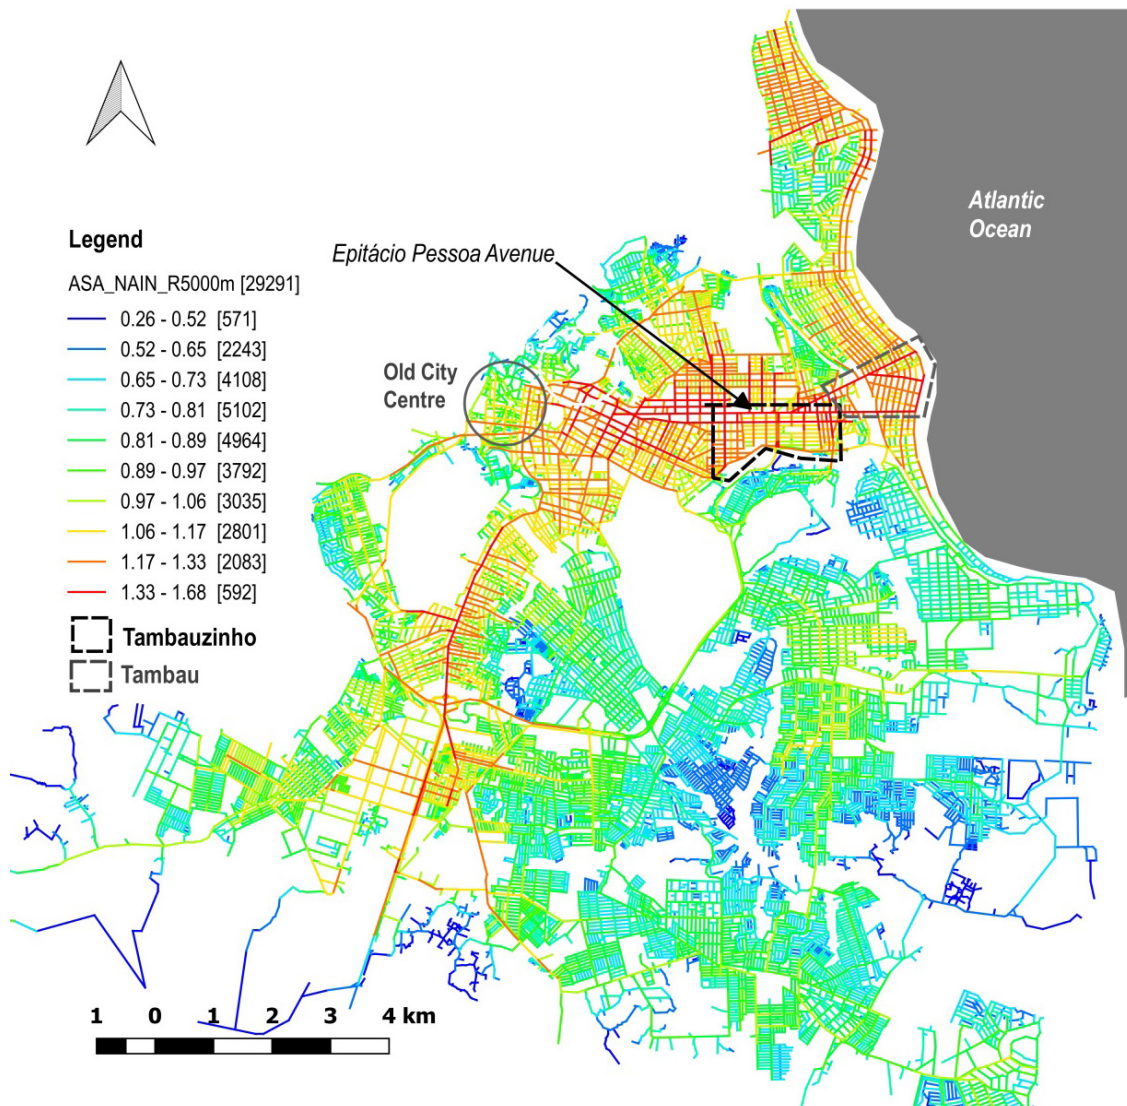 Atlantic
Ocean
Legend
Epitácio Pessoa Avenue
ASA_NAIN_R5000m [29291]
0.26 - 0.52 [571]
0.52 - 0.65 [2243]
0.65 - 0.73 [4108]
0.73 - 0.81 [5102]
0.81 - 0.89 [4964]
0.89 - 0.97 [3792]
0.97 - 1.06 [3035]
1.06 - 1.17 [2801]
1.17 - 1.33 [2083]
1.33 - 1.68 [592]
Tambauzinho
Tambau
Old City
Centre
1 0 1 2 3 4 km